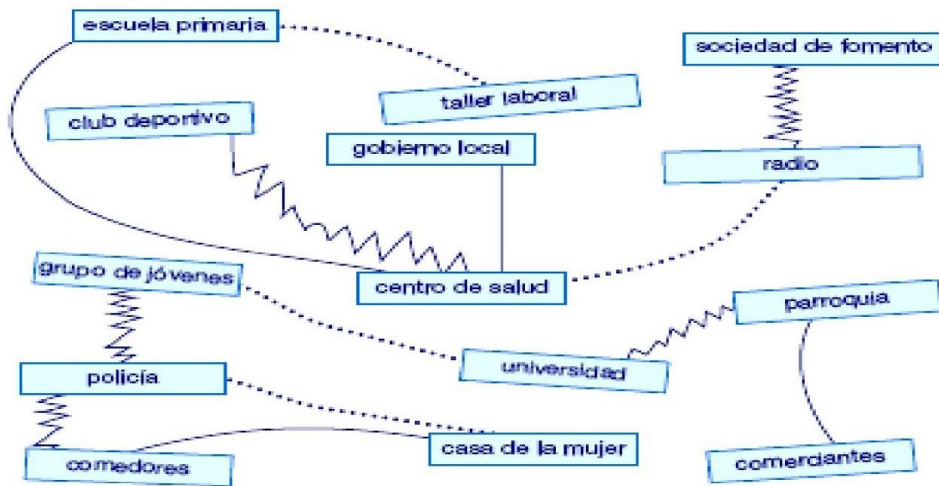 escuela primaria
sociedad de fomento
taller laboral
club deportivo
gobierno local
radio
grupo de jóvenes
centro de salud
parroquia
universidad
policía
casa de la mujer
comedores
comerciantes